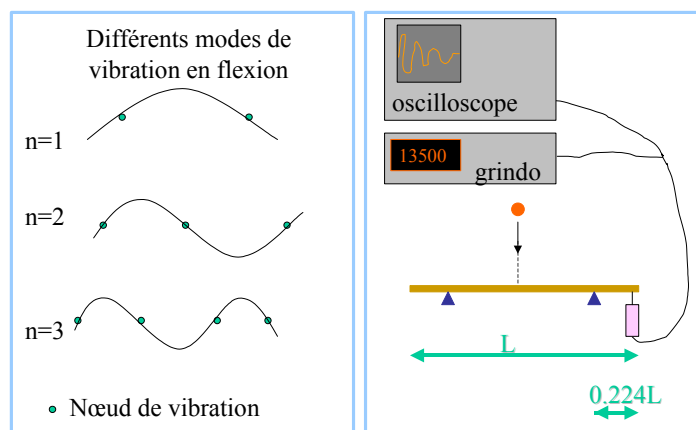 Différents modes de
vibration en flexion
n=1
n=2
n=3
Nœud de vibration
oscilloscope
13500
grindo
L
0.224L